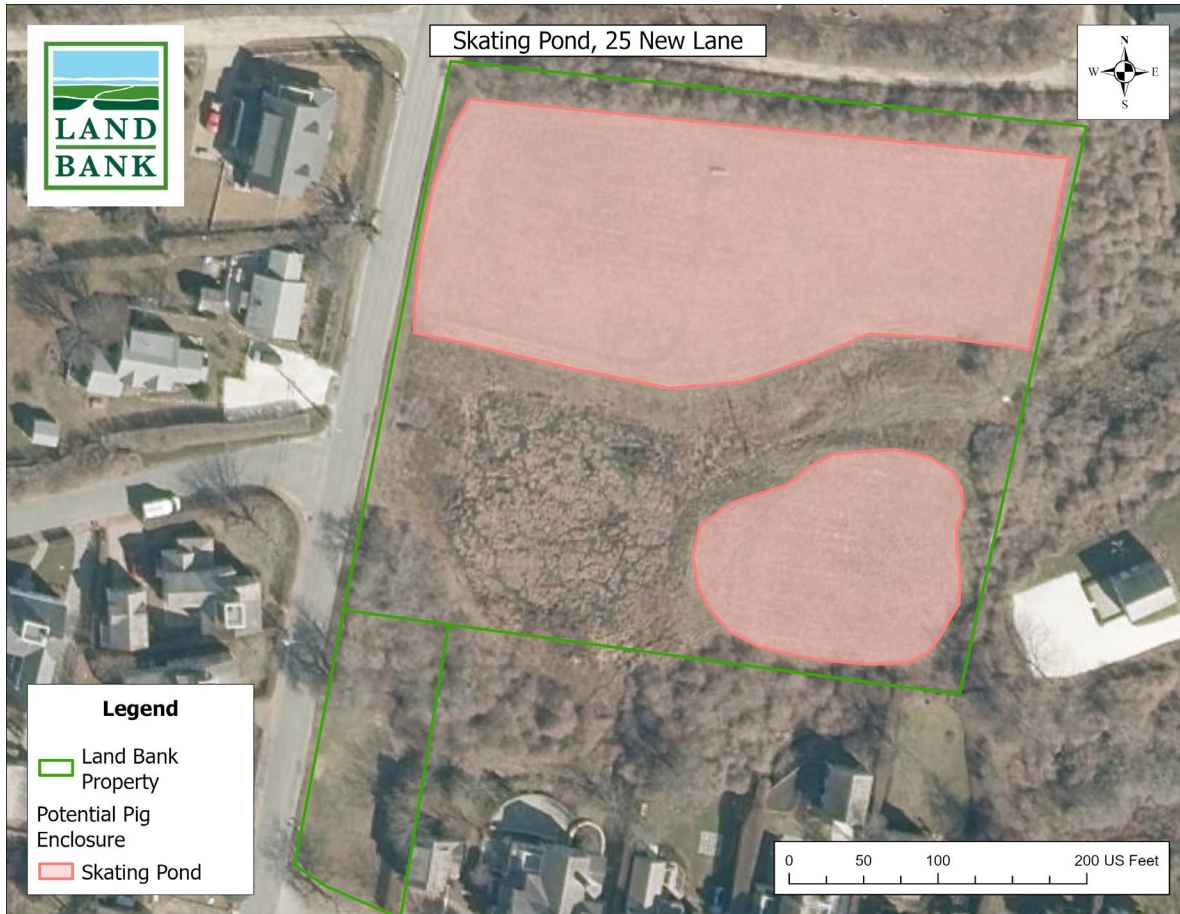 Skating Pond, 25 New Lane
LAND
BANK
N
W E
S
Legend
Land Bank
Property
Potential Pig
Enclosure
Skating Pond
0 50 100 200 US Feet